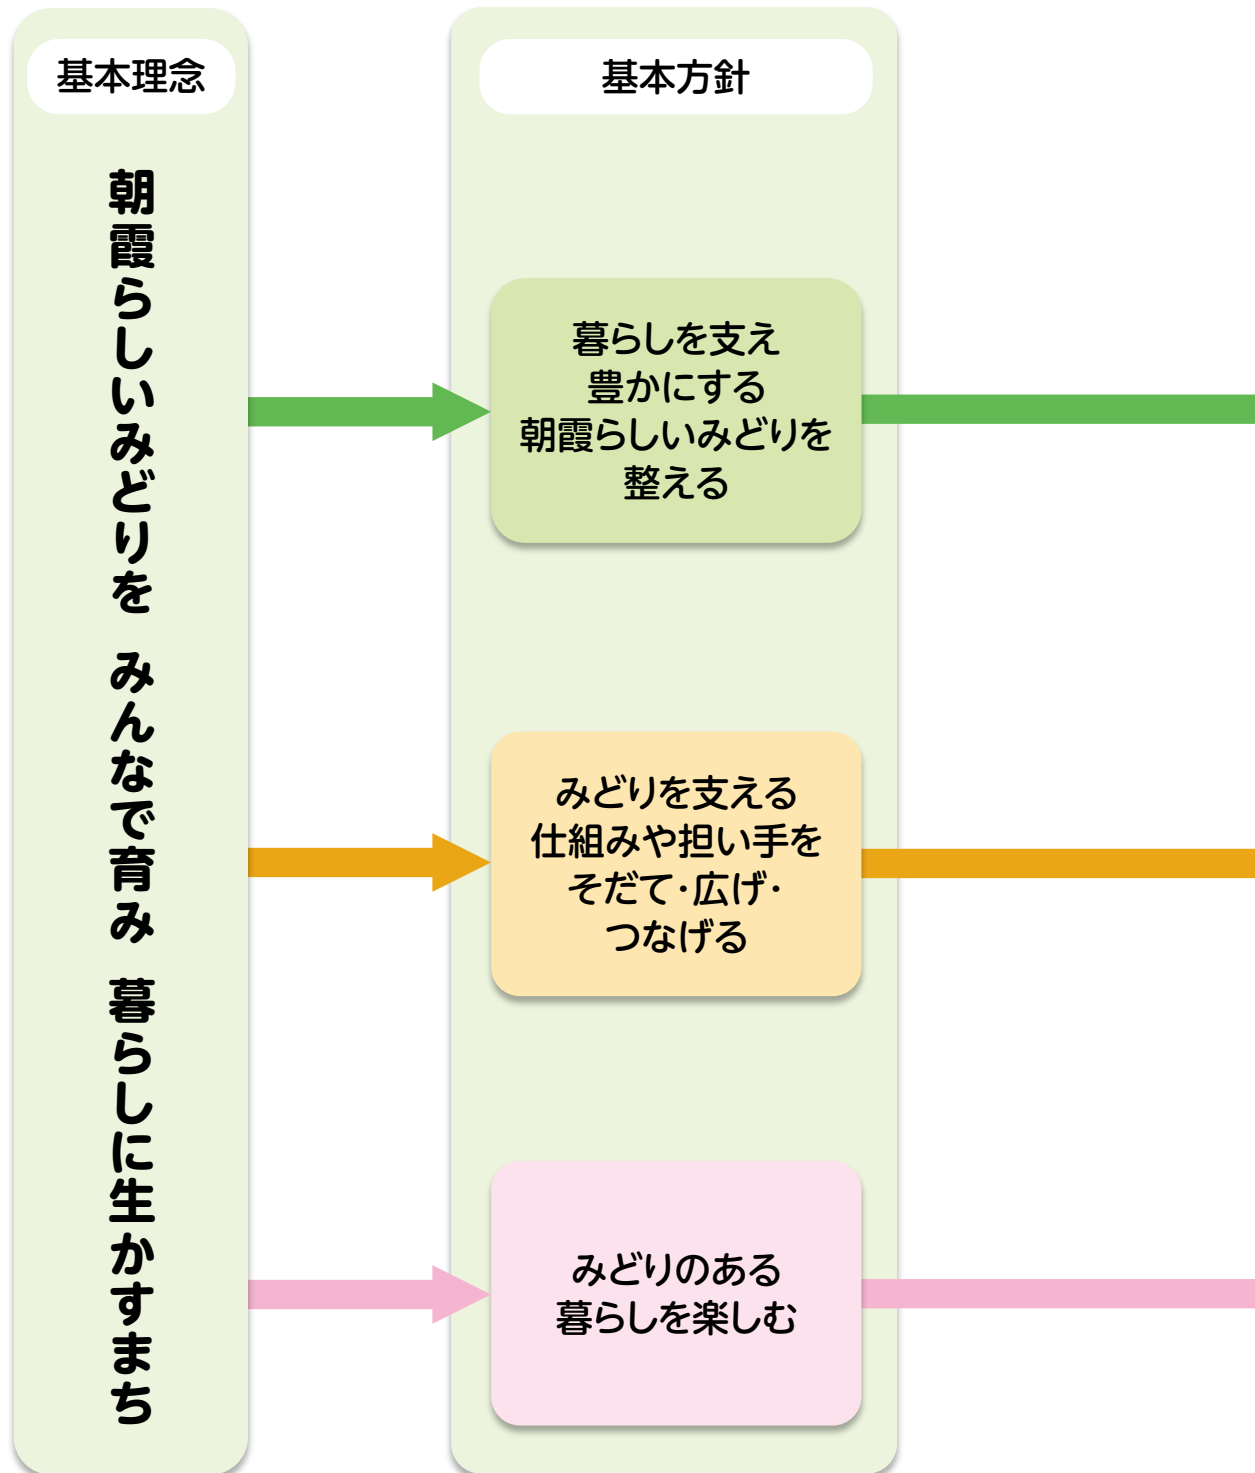 基本理念
朝霞らしいみどりを みんなで育み 暮らしに生かすまち
基本方針
暮らしを支え
豊かにする
朝霞らしいみどりを
整える
みどりを支える
仕組みや担い手を
そだて・広げ・
つなげる
みどりのある
暮らしを楽しむ